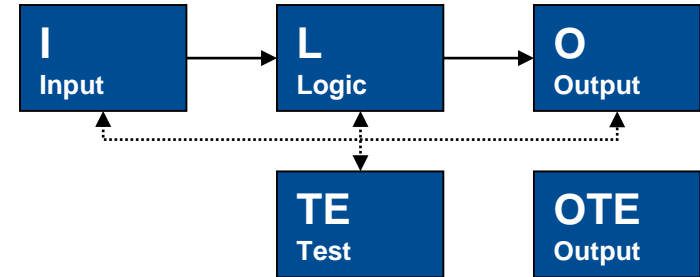 I
Input
L
Logic
O
Output
TE
Test
OTE
Output